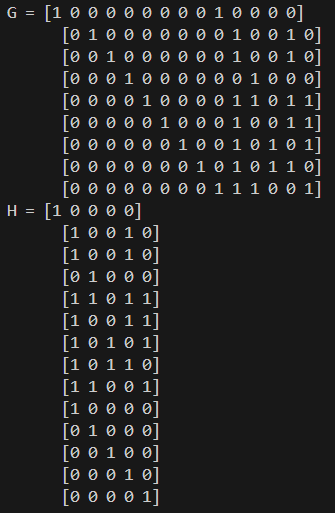 G = [1 0 0 0 0 0 0 0 0 1 0 0 0 0]
[0 1 0 0 0 0 0 0 0 1 0 0 1 0]
[0 0 1 0 0 0 0 0 0 1 0 0 1 0]
[0 0 0 1 0 0 0 0 0 0 1 0 0 0]
[0 0 0 0 1 0 0 0 0 1 1 0 1 1]
[0 0 0 0 0 1 0 0 0 1 0 0 1 1]
[0 0 0 0 0 0 1 0 0 1 0 1 0 1]
[0 0 0 0 0 0 0 1 0 1 0 1 1 0]
[0 0 0 0 0 0 0 0 1 1 1 0 0 1]
H = [1 0 0 0 0]
[1 0 0 1 0]
[1 0 0 1 0]
[0 1 0 0 0]
[1 1 0 1 1]
[1 0 0 1 1]
[1 0 1 0 1]
[1 0 1 1 0]
[1 1 0 0 1]
[1 0 0 0 0]
[0 1 0 0 0]
[0 0 1 0 0]
[0 0 0 1 0]
[0 0 0 0 1]